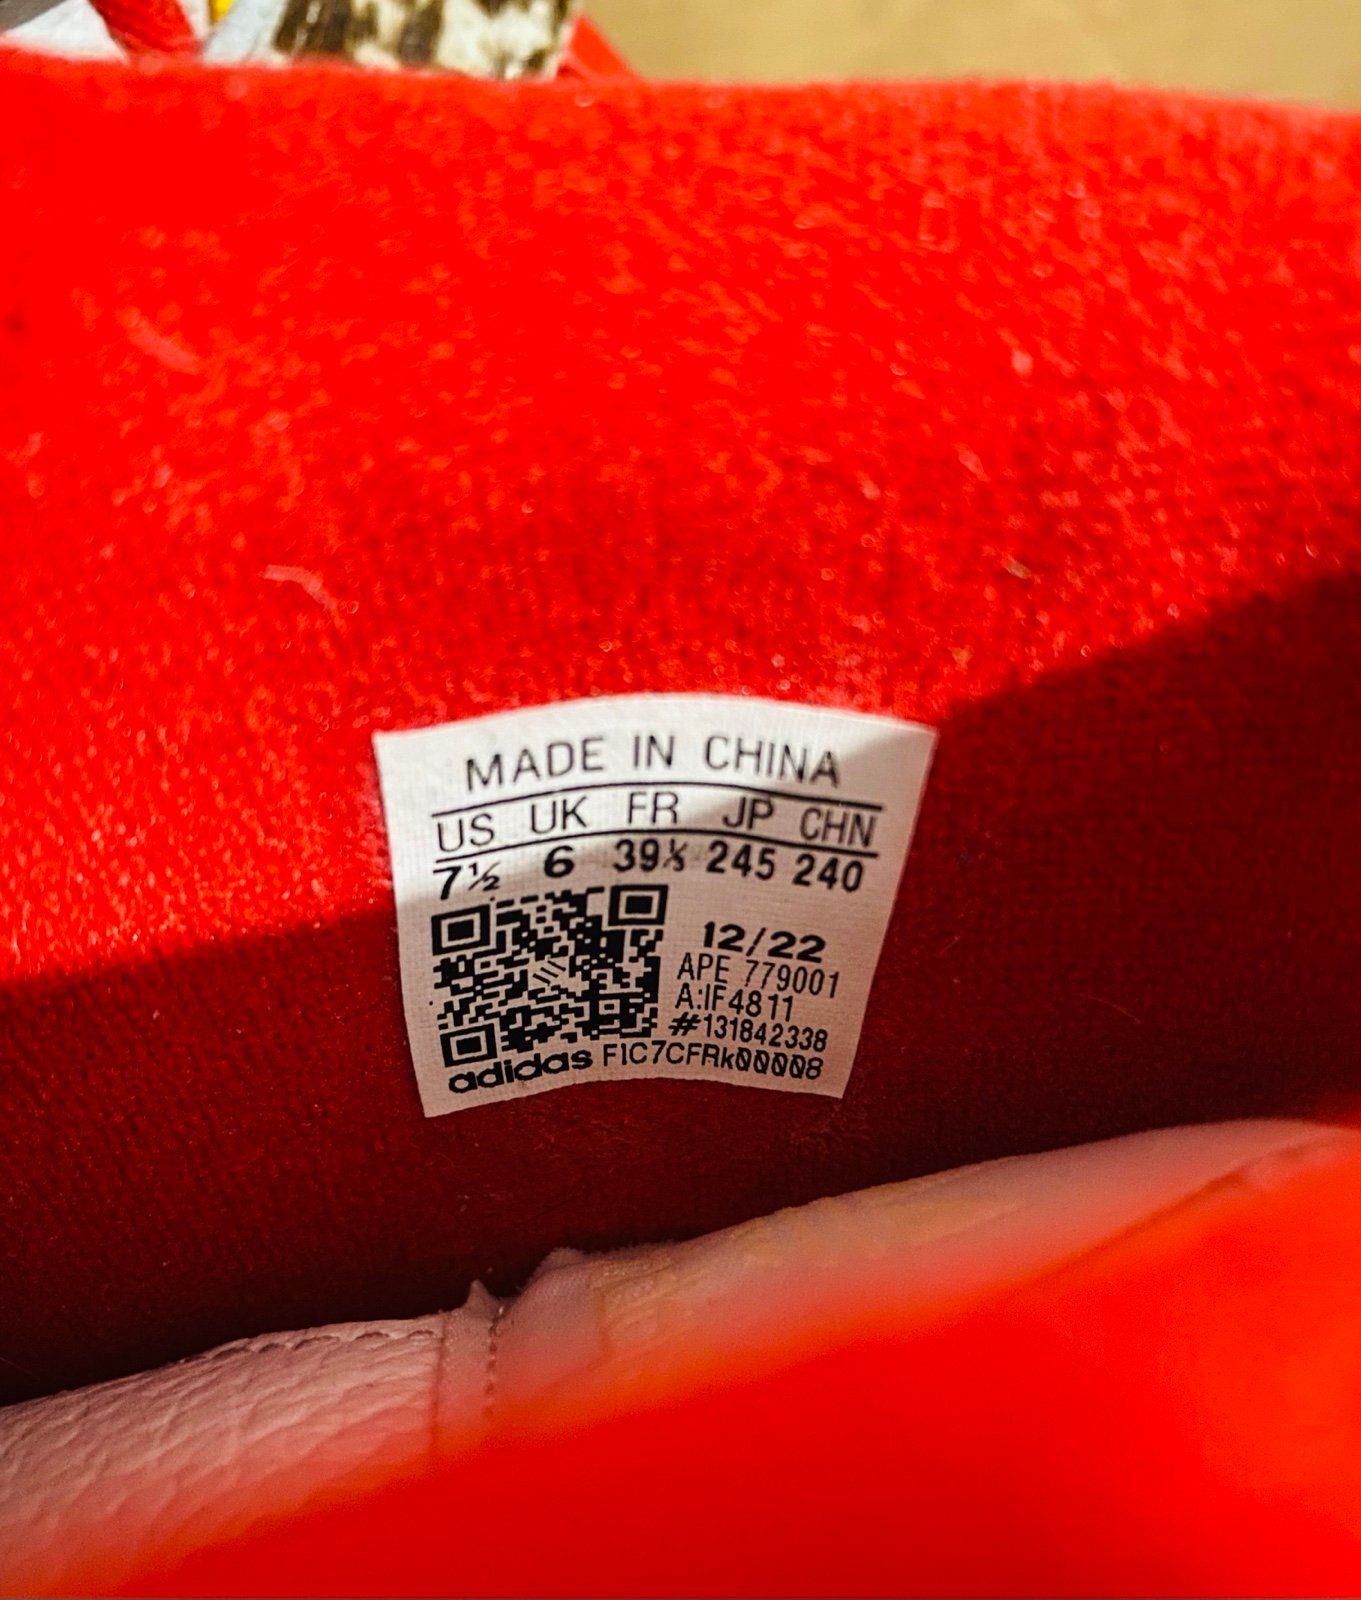 MADE IN CHINA
US UK FR JP CHN
7½ 6 39⅓ 245 240
12/22
APE 779001
A:IF4811
#131842338
adidas F1C7CFRk00008